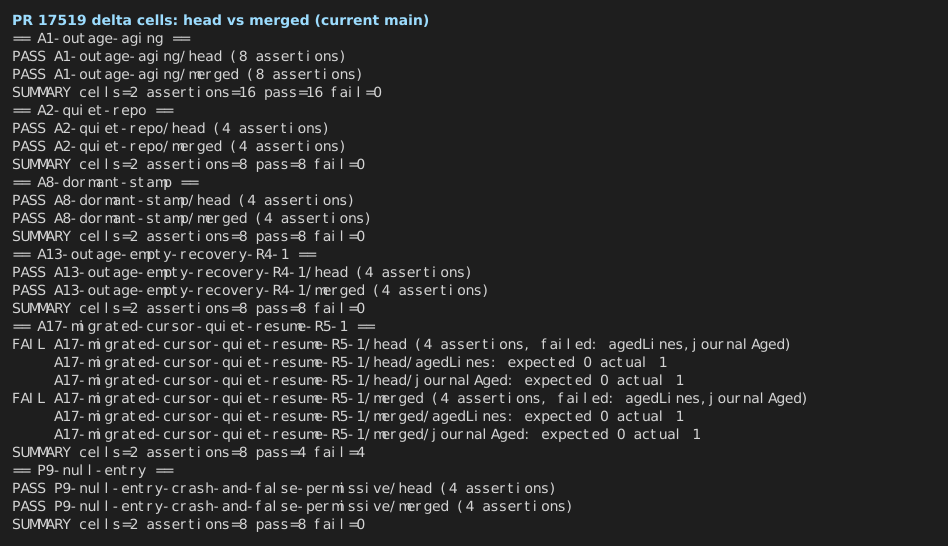 PR 17519 delta cells: head vs merged (current main)
== A1-outage-aging ==
PASS A1-outage-aging/head (8 assertions)
PASS A1-outage-aging/merged (8 assertions)
SUMMARY cells=2 assertions=16 pass=16 fail=0
== A2-quiet-repo ==
PASS A2-quiet-repo/head (4 assertions)
PASS A2-quiet-repo/merged (4 assertions)
SUMMARY cells=2 assertions=8 pass=8 fail=0
== A8-dormant-stamp ==
PASS A8-dormant-stamp/head (4 assertions)
PASS A8-dormant-stamp/merged (4 assertions)
SUMMARY cells=2 assertions=8 pass=8 fail=0
== A13-outage-empty-recovery-R4-1 ==
PASS A13-outage-empty-recovery-R4-1/head (4 assertions)
PASS A13-outage-empty-recovery-R4-1/merged (4 assertions)
SUMMARY cells=2 assertions=8 pass=8 fail=0
== A17-migrated-cursor-quiet-resume-R5-1 ==
FAIL A17-migrated-cursor-quiet-resume-R5-1/head (4 assertions, failed: agedLines,journalAged)
A17-migrated-cursor-quiet-resume-R5-1/head/agedLines: expected 0 actual 1
A17-migrated-cursor-quiet-resume-R5-1/head/journalAged: expected 0 actual 1
FAIL A17-migrated-cursor-quiet-resume-R5-1/merged (4 assertions, failed: agedLines,journalAged)
A17-migrated-cursor-quiet-resume-R5-1/merged/agedLines: expected 0 actual 1
A17-migrated-cursor-quiet-resume-R5-1/merged/journalAged: expected 0 actual 1
SUMMARY cells=2 assertions=8 pass=4 fail=4
== P9-null-entry ==
PASS P9-null-entry-crash-and-false-permissive/head (4 assertions)
PASS P9-null-entry-crash-and-false-permissive/merged (4 assertions)
SUMMARY cells=2 assertions=8 pass=8 fail=0